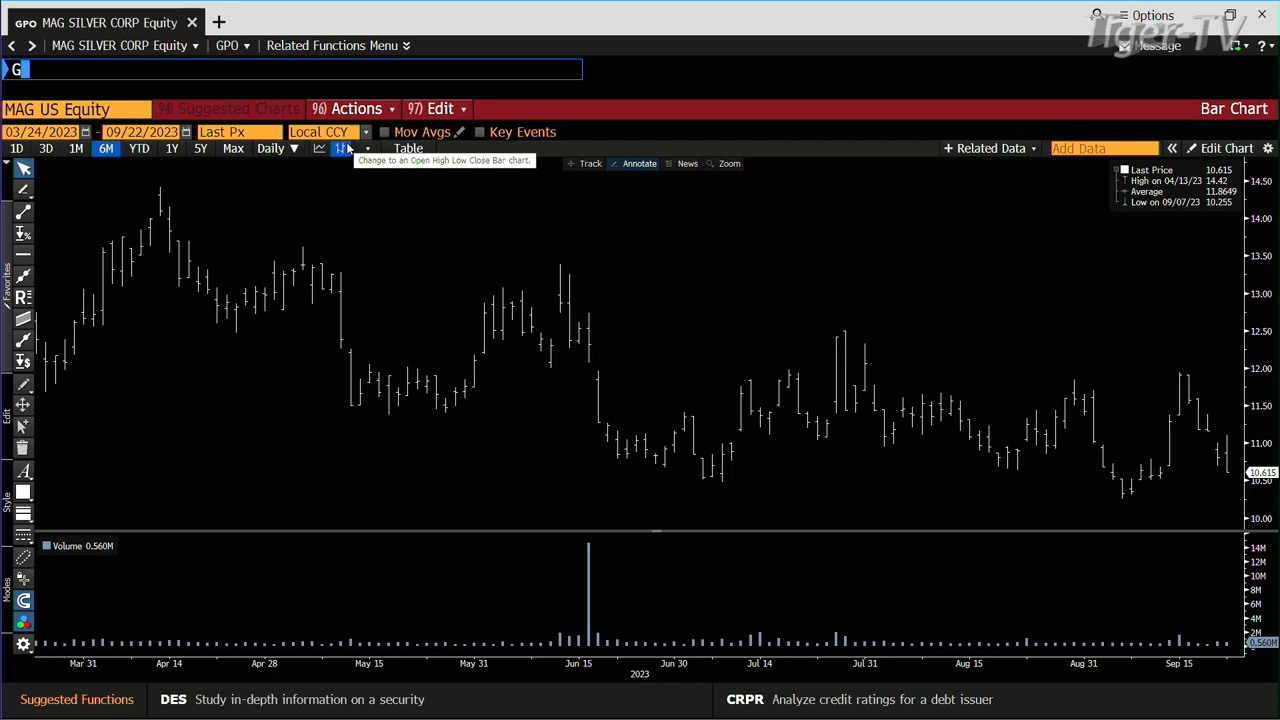 GPO MAG SILVER CORP Equity
Options
Tiger-TV
MAG SILVER CORP Equity GPO Related Functions Menu
Message ?
G
MAG US Equity 94) Suggested Charts 96) Actions 97) Edit Bar Chart
03/24/2023 - 09/22/2023 Last Px Local CCY Mov Avgs Key Events
1D 3D 1M 6M YTD 1Y 5Y Max Daily Table + Related Data Add Data Edit Chart
Change to an Open High Low Close Bar chart.
Track Annotate News Zoom
Last Price 10.615
High on 04/13/23 14.42
Average 11.8649
Low on 09/07/23 10.255
14.50
14.00
13.50
13.00
12.50
12.00
11.50
11.00
10.615
10.50
10.00
Favorites
Edit
Style
Modes
Volume 0.560M
14M
12M
10M
8M
6M
4M
2M
0.560M
Mar 31 Apr 14 Apr 28 May 15 May 31 Jun 15 Jun 30 Jul 14 Jul 31 Aug 15 Aug 31 Sep 15
2023
Suggested Functions DES Study in-depth information on a security CRPR Analyze credit ratings for a debt issuer